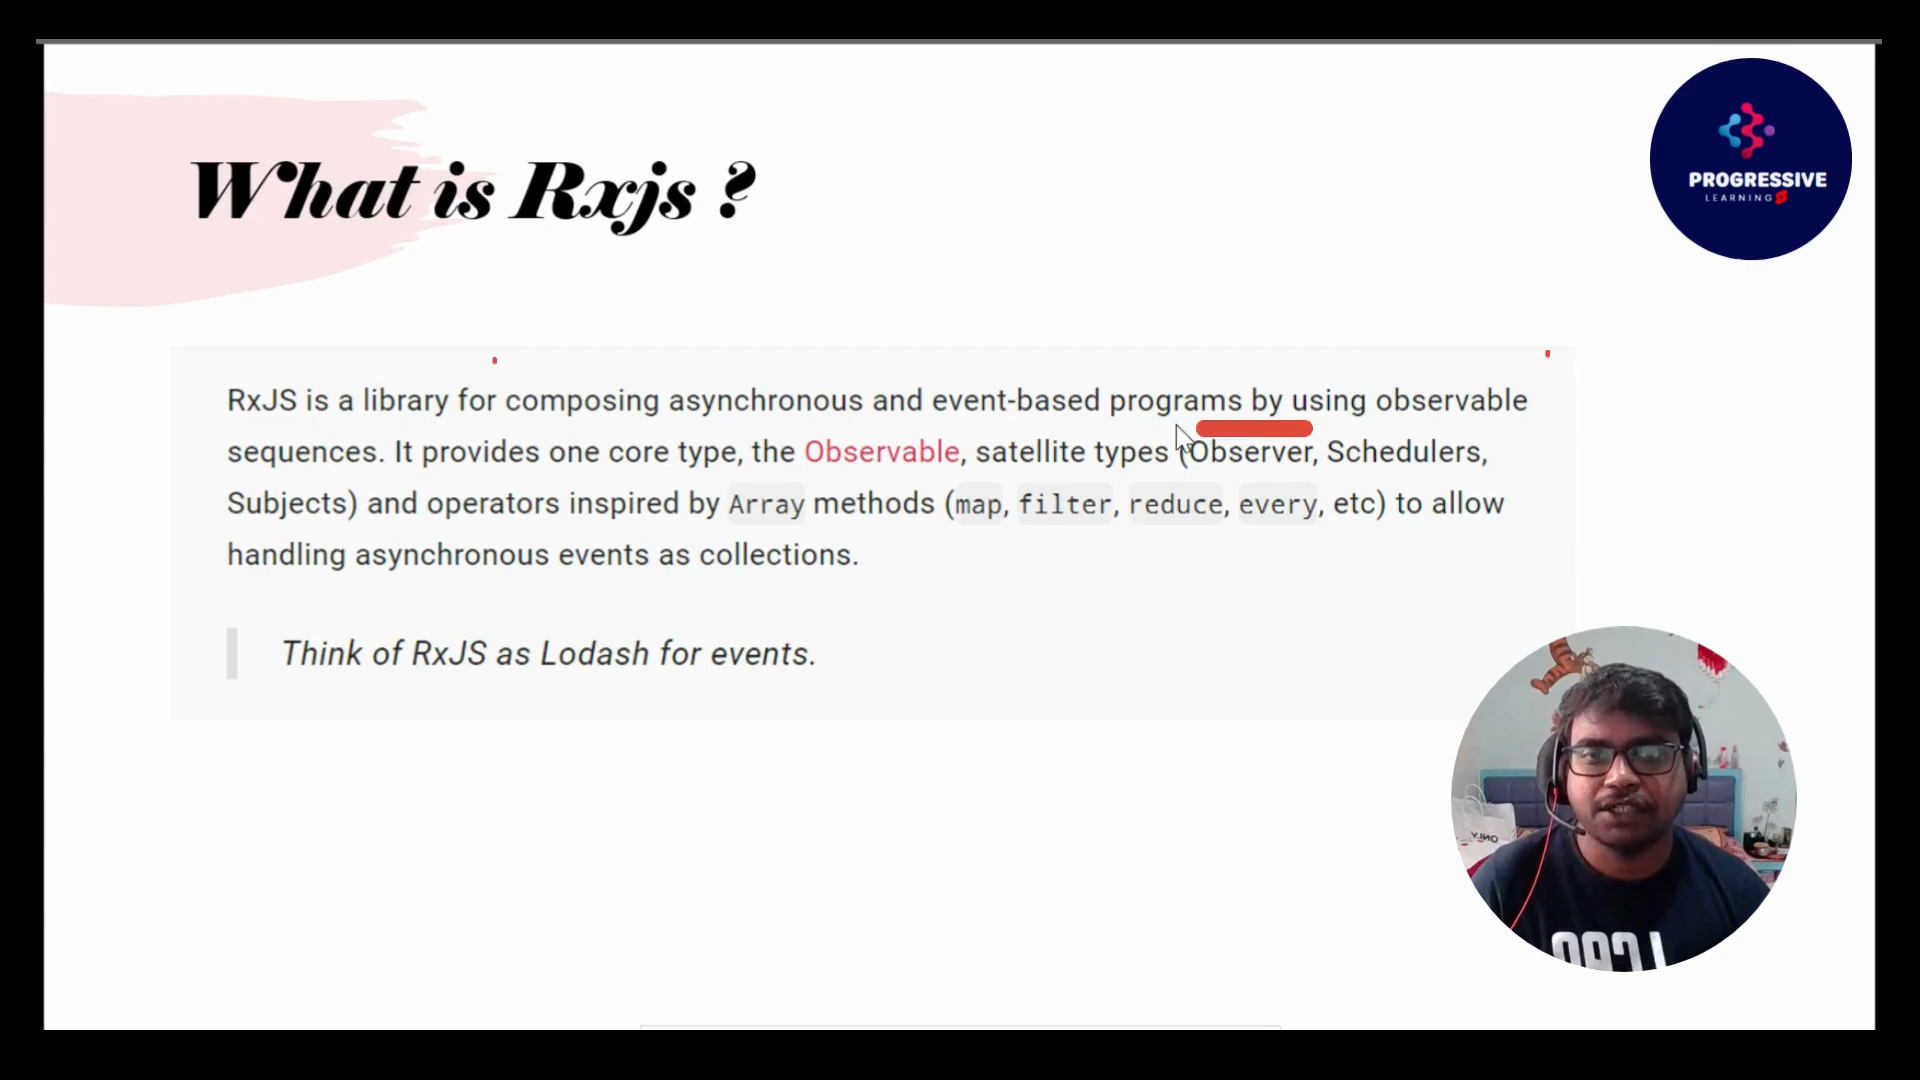 What is Rxjs ?
PROGRESSIVE
LEARNING
RxJS is a library for composing asynchronous and event-based programs by using observable
sequences. It provides one core type, the Observable, satellite types (Observer, Schedulers,
Subjects) and operators inspired by Array methods (map, filter, reduce, every, etc) to allow
handling asynchronous events as collections.
Think of RxJS as Lodash for events.